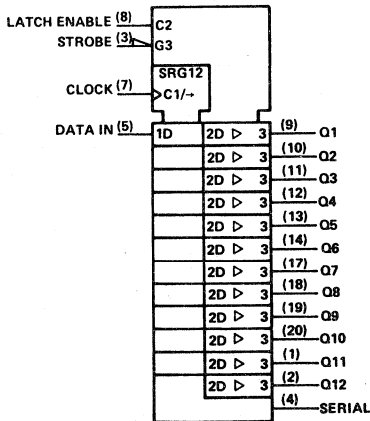 LATCH ENABLE (8) C2
STROBE (3) G3
SRG12
CLOCK (7) C1/→
DATA IN (5) 1D 2D ▷ 3 (9) Q1
2D ▷ 3 (10) Q2
2D ▷ 3 (11) Q3
2D ▷ 3 (12) Q4
2D ▷ 3 (13) Q5
2D ▷ 3 (14) Q6
2D ▷ 3 (17) Q7
2D ▷ 3 (18) Q8
2D ▷ 3 (19) Q9
2D ▷ 3 (20) Q10
2D ▷ 3 (1) Q11
2D ▷ 3 (2) Q12
(4) SERIAL